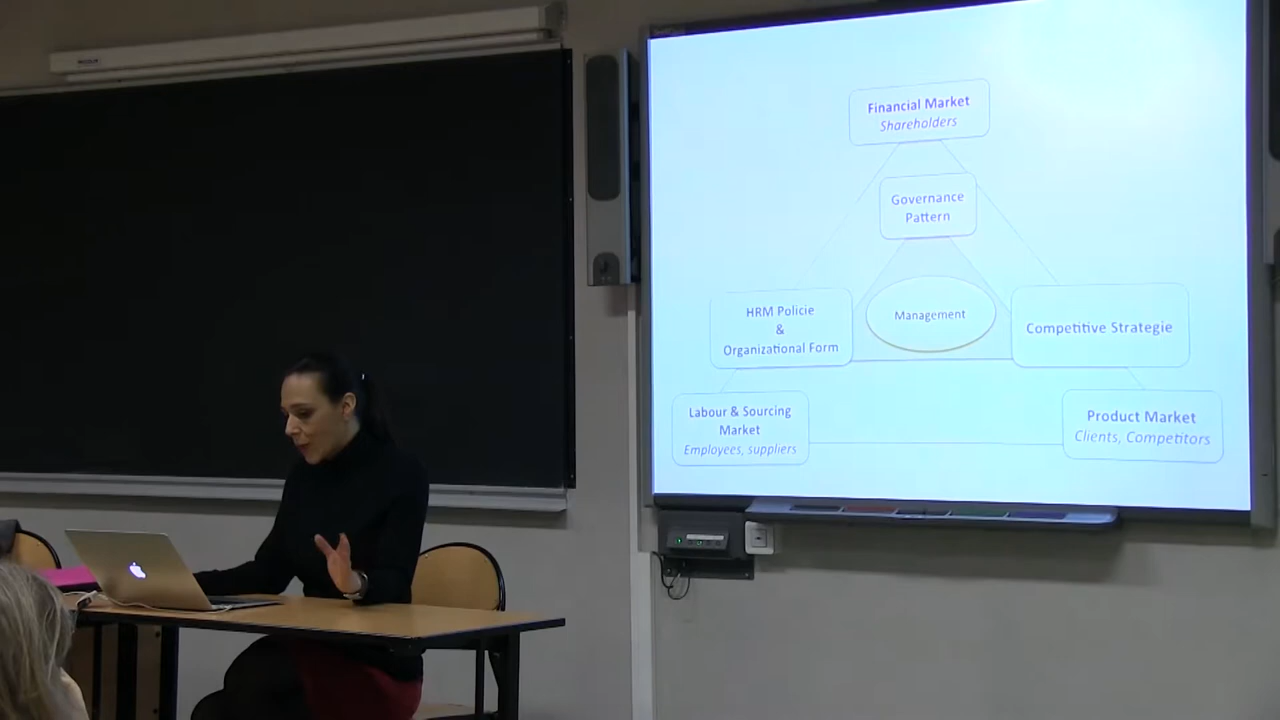 Financial Market
Shareholders
Governance
Pattern
HRM Policie
&
Organizational Form
Management
Competitive Strategie
Labour & Sourcing
Market
Employees, suppliers
Product Market
Clients, Competitors